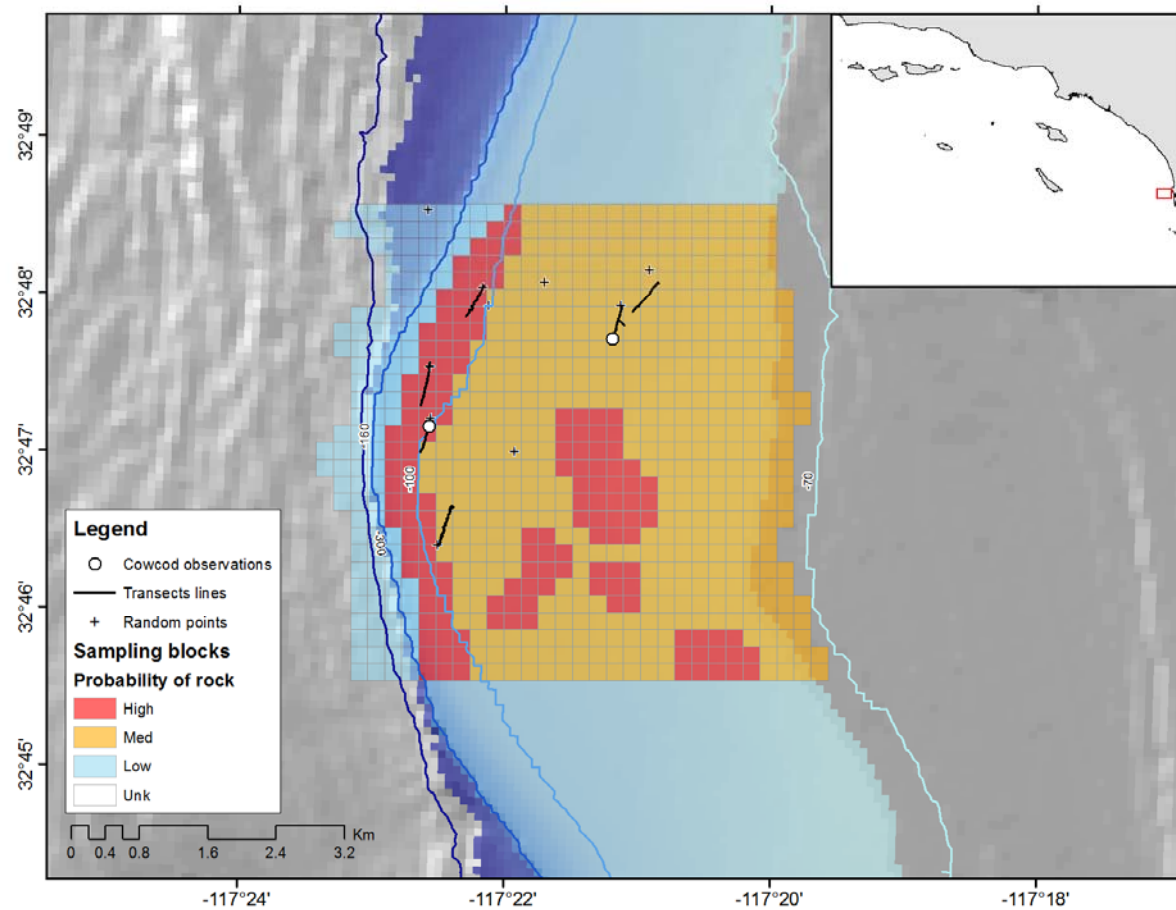 32°49'
32°48'
32°47'
32°46'
32°45'
-160
-100
-300
-70
Legend
Cowcod observations
Transects lines
Random points
Sampling blocks
Probability of rock
High
Med
Low
Unk
Km
0 0.4 0.8 1.6 2.4 3.2
-117°24' -117°22' -117°20' -117°18'